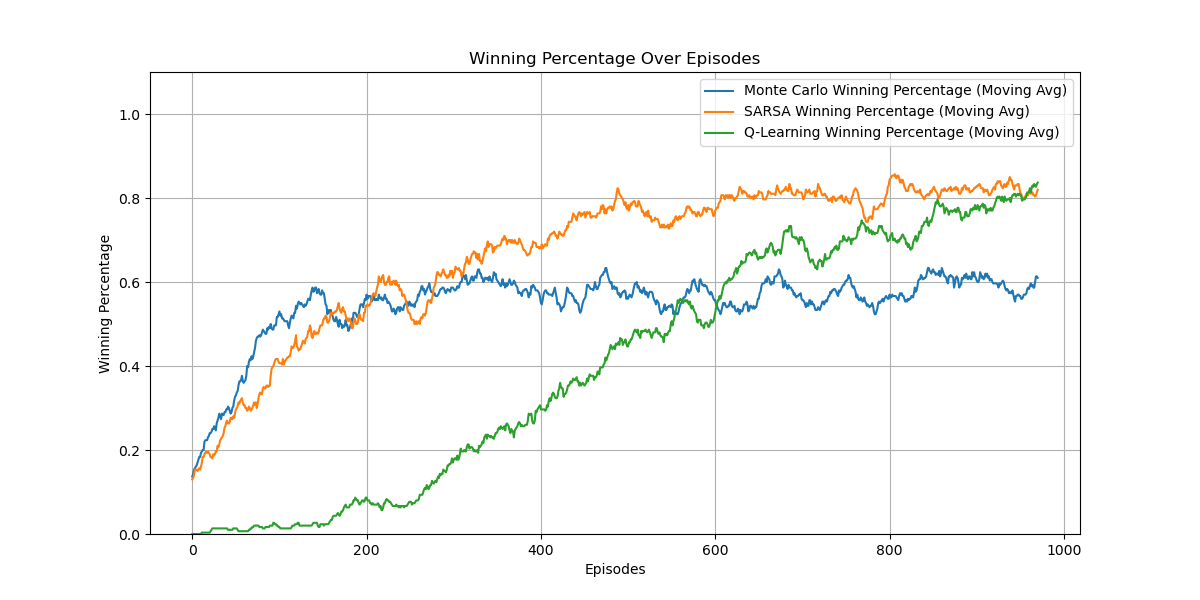 Winning Percentage Over Episodes
Monte Carlo Winning Percentage (Moving Avg)
SARSA Winning Percentage (Moving Avg)
Q-Learning Winning Percentage (Moving Avg)
Winning Percentage
1.0
0.8
0.6
0.4
0.2
0.0
0 200 400 600 800 1000
Episodes